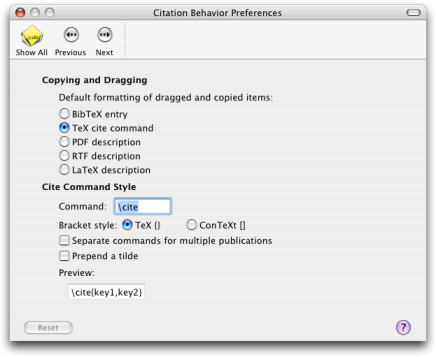 Citation Behavior Preferences
Show All Previous Next
Copying and Dragging
Default formatting of dragged and copied items:
BibTeX entry
TeX cite command
PDF description
RTF description
LaTeX description
Cite Command Style
Command: \cite
Bracket style: TeX {} ConTeXt []
Separate commands for multiple publications
Prepend a tilde
Preview:
\cite{key1,key2}
Reset ?